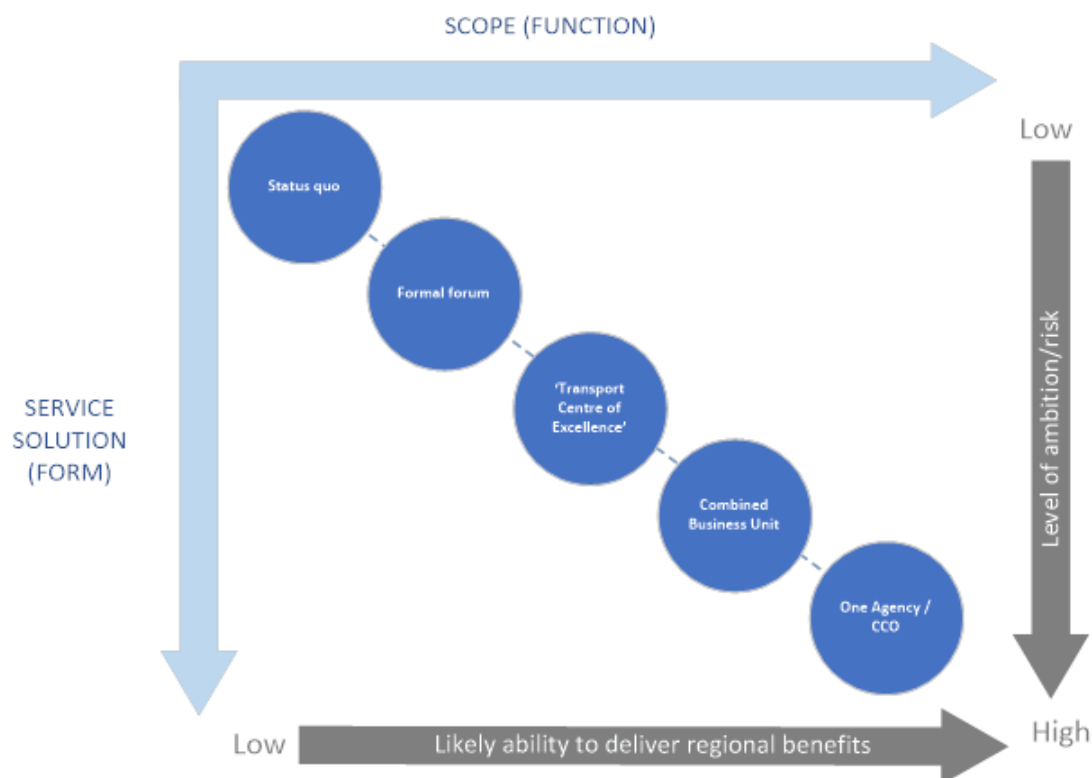 SCOPE (FUNCTION)
Low
Status quo
Formal forum
'Transport
Centre of
Excellence'
SERVICE
SOLUTION
(FORM)
Level of ambition/risk
Combined
Business Unit
One Agency /
CCO
Low
Likely ability to deliver regional benefits
High